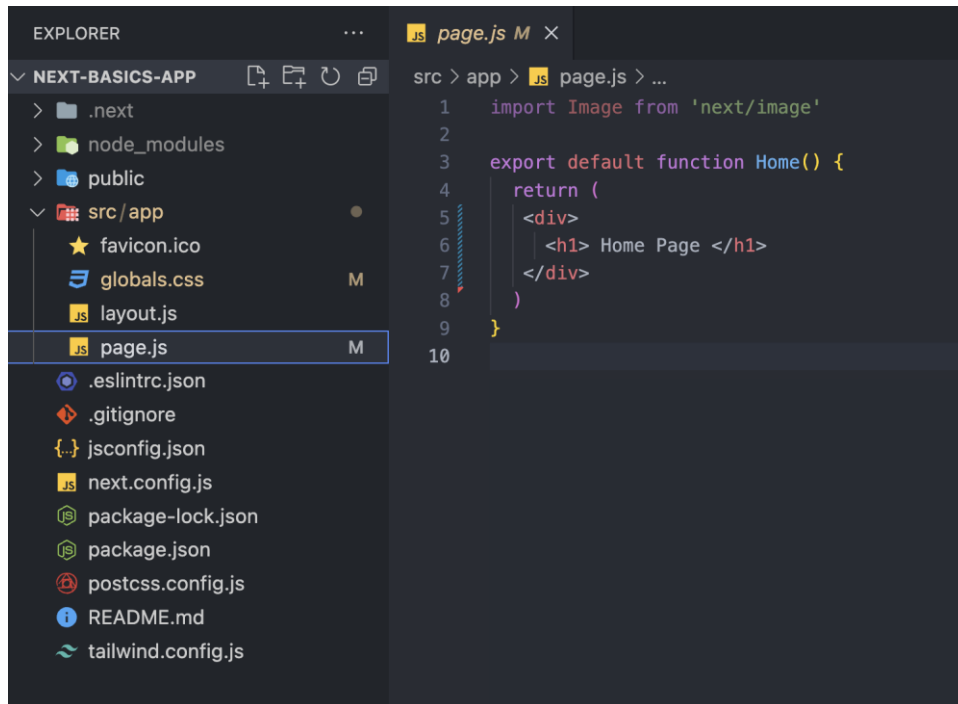 EXPLORER
NEXT-BASICS-APP
.next
node_modules
public
src/app
favicon.ico
globals.css M
layout.js
page.js M
.eslintrc.json
.gitignore
{...} jsconfig.json
next.config.js
package-lock.json
package.json
postcss.config.js
README.md
tailwind.config.js
JS page.js M
src > app > JS page.js > ...
1 import Image from 'next/image'
2
3 export default function Home() {
4 return (
5 <div>
6 <h1> Home Page </h1>
7 </div>
8 )
9 }
10